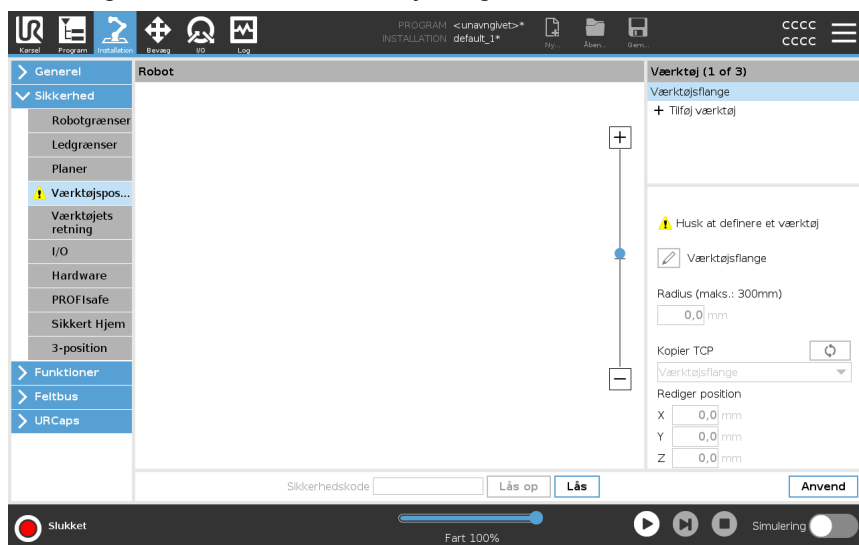 UR
Kørsel
Program
Installation
Bevæg
I/O
Log
PROGRAM <unavngivet>*
INSTALLATION default_1*
Ny...
Åben...
Gem...
cccc
cccc
Generel
Sikkerhed
Robotgrænser
Ledgrænser
Planer
Værktøjspos...
Værktøjets
retning
I/O
Hardware
PROFIsafe
Sikkert Hjem
3-position
Funktioner
Feltbus
URCaps
Robot
Værktøj (1 of 3)
Værktøjsflange
+ Tilføj værktøj
Husk at definere et værktøj
Værktøjsflange
Radius (maks.: 300mm)
0,0 mm
Kopier TCP
Værktøjsflange
Rediger position
X 0,0 mm
Y 0,0 mm
Z 0,0 mm
Sikkerhedskode
Lås op
Lås
Anvend
Slukket
Fart 100%
Simulering